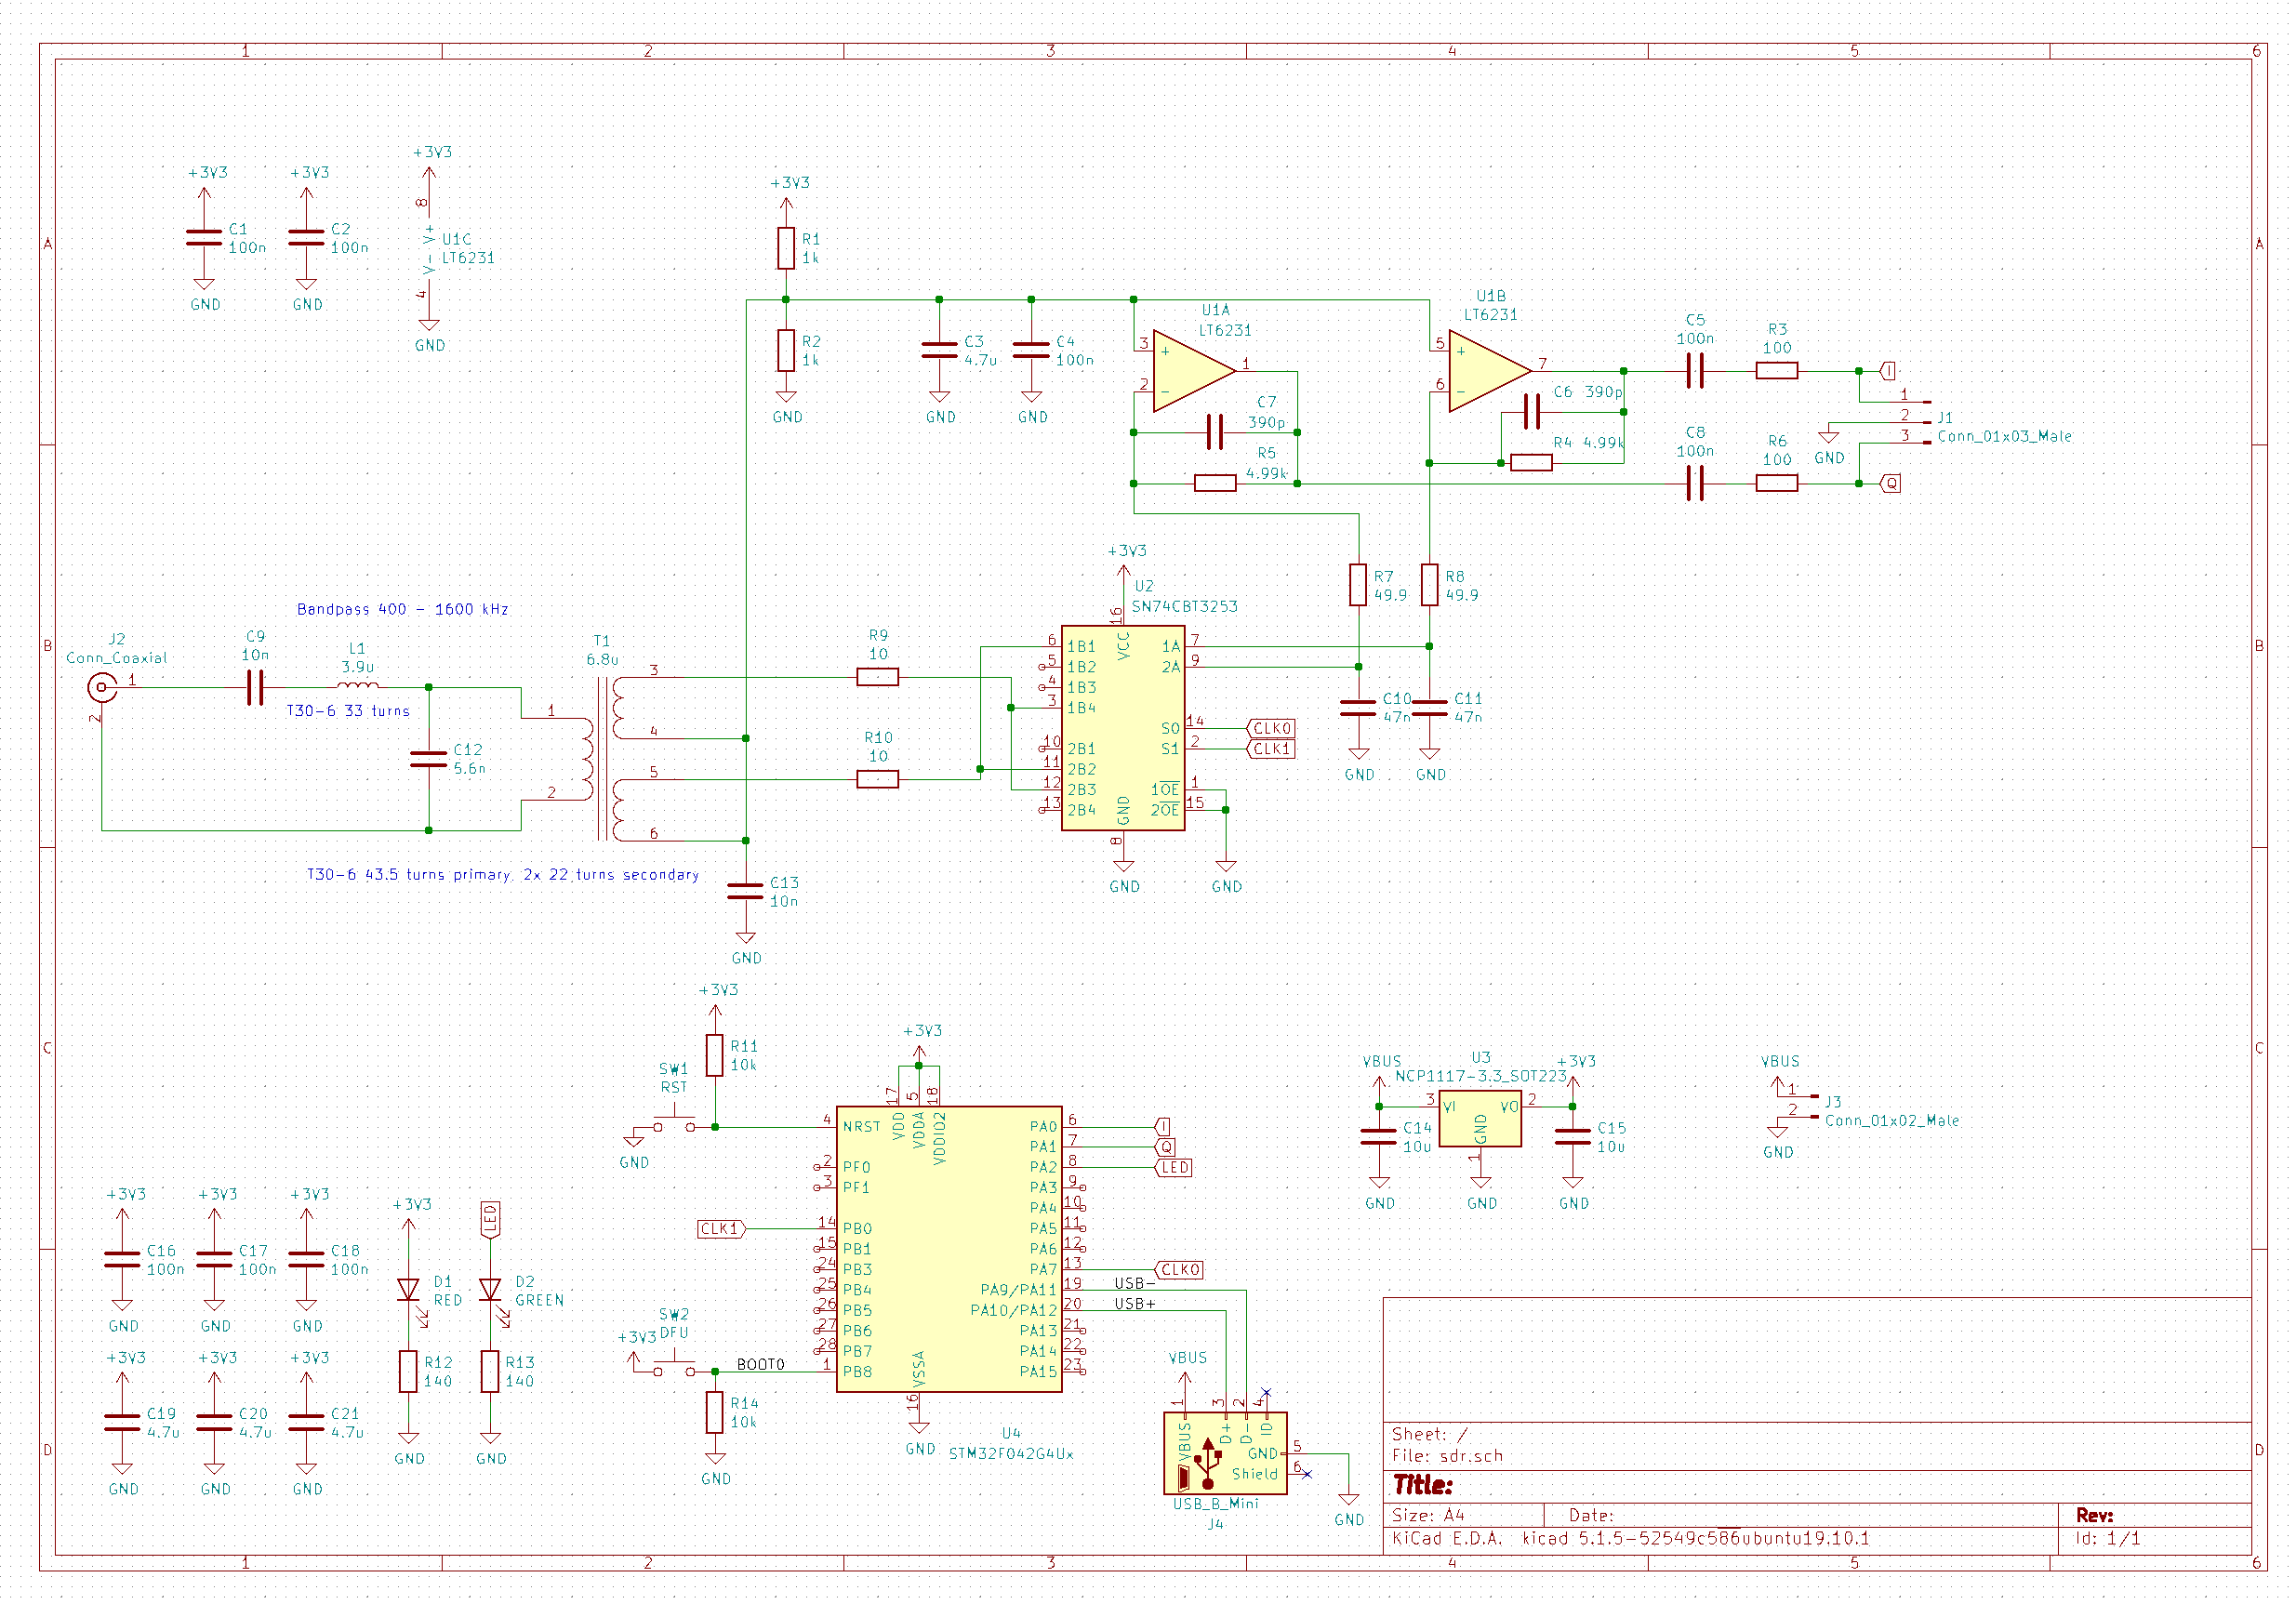 1 2 3 4 5 6
A
A
+3V3
+3V3
+3V3
C1
100n
GND
C2
100n
GND
8
V+
V-
U1C
LT6231
4
GND
+3V3
R1
1k
R2
1k
GND
C3
4.7u
GND
C4
100n
GND
U1A
LT6231
3
+
2
-
1
C7
390p
R5
4.99k
U1B
LT6231
5
+
6
-
7
C6 390p
R4 4.99k
C5
100n
R3
100
I
C8
100n
R6
100
Q
1
2
3
J1
Conn_01x03_Male
GND
B
B
Bandpass 400 - 1600 kHz
J2
Conn_Coaxial
1
2
C9
10n
L1
3.9u
T30-6 33 turns
C12
5.6n
T1
6.8u
1
2
3
4
5
6
T30-6 43.5 turns primary, 2x 22 turns secondary
C13
10n
GND
R9
10
R10
10
+3V3
U2
SN74CBT3253
16
VCC
6 1B1
5 1B2
4 1B3
3 1B4
10 2B1
11 2B2
12 2B3
13 2B4
1A 7
2A 9
S0 14
S1 2
1OE 1
2OE 15
GND
8
GND
GND
CLK0
CLK1
R7
49.9
R8
49.9
C10
47n
C11
47n
GND
GND
C
C
+3V3
R11
10k
SW1
RST
GND
+3V3
17
5
18
VDD
VDDA
VDDIO2
4 NRST
2 PF0
3 PF1
CLK1
14 PB0
15 PB1
24 PB3
25 PB4
26 PB5
27 PB6
28 PB7
1 PB8
PA0 6
PA1 7
PA2 8
PA3 9
PA4 10
PA5 11
PA6 12
PA7 13
PA9/PA11 19
PA10/PA12 20
PA13 21
PA14 22
PA15 23
I
Q
LED
CLK0
USB-
USB+
VSSA
16
GND
U4
STM32F042G4Ux
SW2
DFU
+3V3
BOOT0
R14
10k
GND
VBUS
U3
NCP1117-3.3_SOT223
+3V3
3 VI
VO 2
GND
1
C14
10u
C15
10u
GND
GND
GND
VBUS
1
2
J3
Conn_01x02_Male
GND
D
D
+3V3
+3V3
+3V3
C16
100n
C17
100n
C18
100n
GND
GND
GND
+3V3
+3V3
+3V3
C19
4.7u
C20
4.7u
C21
4.7u
GND
GND
GND
+3V3
D1
RED
R12
140
GND
LED
D2
GREEN
R13
140
GND
VBUS
1
3
2
4
VBUS
D+
D-
ID
GND 5
Shield 6
USB_B_Mini
J4
GND
Sheet: /
File: sdr.sch
Title:
Size: A4
Date:
Rev:
KiCad E.D.A. kicad 5.1.5-52549c586ubuntu19.10.1
Id: 1/1
1 2 3 4 5 6